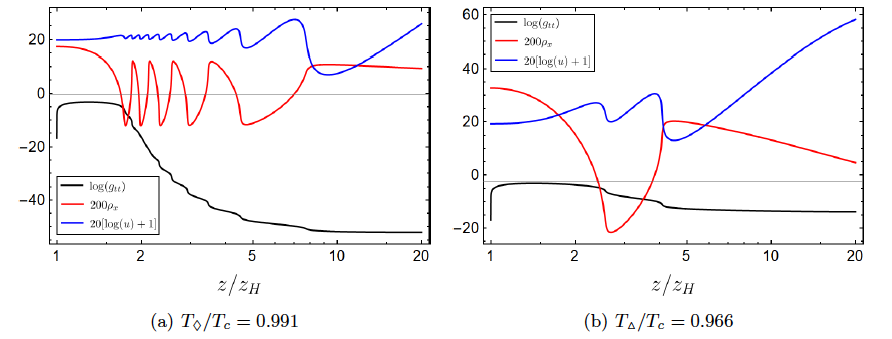 20
0
−20
−40
log(g_tt)
200ρ_x
20[log(u) + 1]
1 2 5 10 20
z/z_H
(a) T_◊/T_c = 0.991
60
40
20
0
−20
log(g_tt)
200ρ_x
20[log(u) + 1]
1 2 5 10 20
z/z_H
(b) T_▵/T_c = 0.966